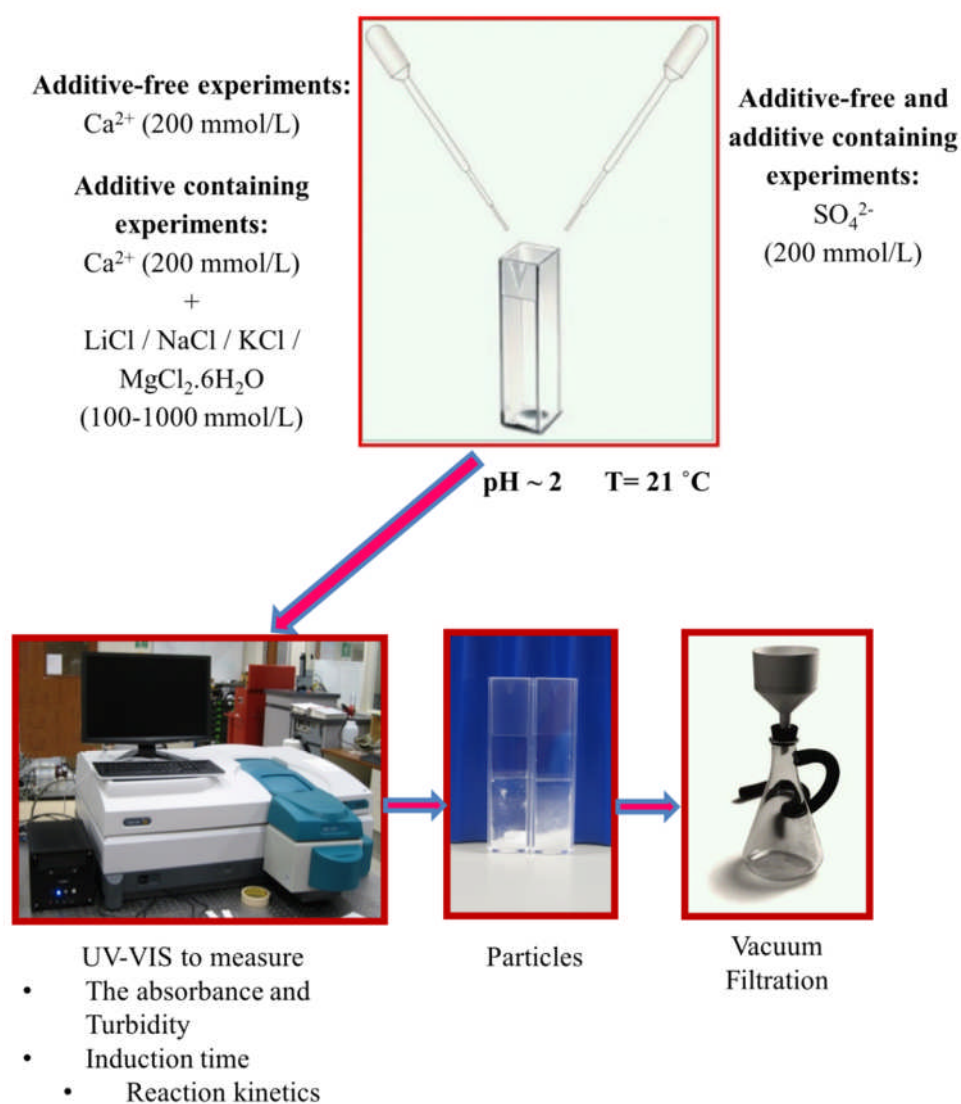 Additive-free experiments:
Ca²⁺ (200 mmol/L)
Additive containing
experiments:
Ca²⁺ (200 mmol/L)
+
LiCl / NaCl / KCl /
MgCl₂.6H₂O
(100-1000 mmol/L)
Additive-free and
additive containing
experiments:
SO₄²⁻
(200 mmol/L)
pH ~ 2 T= 21 ˚C
UV-VIS to measure
• The absorbance and
Turbidity
• Induction time
• Reaction kinetics
Particles
Vacuum
Filtration